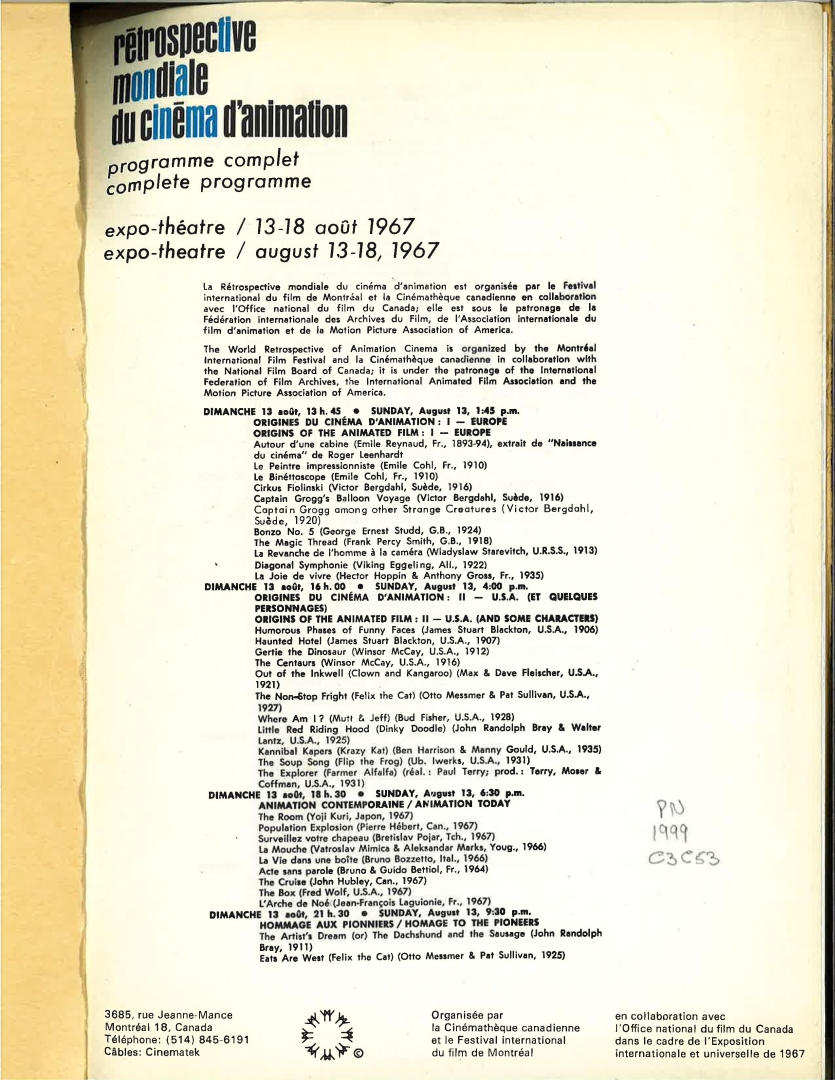 rētrospective
mondiale
du cinēma d'animation
programme complet
complete programme
expo-théatre / 13-18 août 1967
expo-theatre / august 13-18, 1967
La Rétrospective mondiale du cinéma d'animation est organisée par le Festival
international du film de Montréal et la Cinémathèque canadienne en collaboration
avec l'Office national du film du Canada; elle est sous le patronage de la
Fédération internationale des Archives du Film, de l'Association internationale du
film d'animation et de la Motion Picture Association of America.
The World Retrospective of Animation Cinema is organized by the Montréal
International Film Festival and la Cinémathèque canadienne in collaboration with
the National Film Board of Canada; it is under the patronage of the International
Federation of Film Archives, the International Animated Film Association and the
Motion Picture Association of America.
DIMANCHE 13 août, 13 h. 45 ● SUNDAY, August 13, 1:45 p.m.
ORIGINES DU CINÉMA D'ANIMATION : I — EUROPE
ORIGINS OF THE ANIMATED FILM : I — EUROPE
Autour d'une cabine (Emile Reynaud, Fr., 1893-94), extrait de "Naissance
du cinéma" de Roger Leenhardt
Le Peintre impressionniste (Emile Cohl, Fr., 1910)
Le Binéttoscope (Emile Cohl, Fr., 1910)
Cirkus Fiolinski (Victor Bergdahl, Suède, 1916)
Captain Grogg's Balloon Voyage (Victor Bergdahl, Suède, 1916)
Captain Grogg among other Strange Creatures (Victor Bergdahl,
Suède, 1920)
Bonzo No. 5 (George Ernest Studd, G.B., 1924)
The Magic Thread (Frank Percy Smith, G.B., 1918)
La Revanche de l'homme à la caméra (Wladyslaw Starevitch, U.R.S.S., 1913)
Diagonal Symphonie (Viking Eggeling, All., 1922)
La Joie de vivre (Hector Hoppin & Anthony Gross, Fr., 1935)
DIMANCHE 13 août, 16 h. 00 ● SUNDAY, August 13, 4:00 p.m.
ORIGINES DU CINÉMA D'ANIMATION : II — U.S.A. (ET QUELQUES
PERSONNAGES)
ORIGINS OF THE ANIMATED FILM : II — U.S.A. (AND SOME CHARACTERS)
Humorous Phases of Funny Faces (James Stuart Blackton, U.S.A., 1906)
Haunted Hotel (James Stuart Blackton, U.S.A., 1907)
Gertie the Dinosaur (Winsor McCay, U.S.A., 1912)
The Centaurs (Winsor McCay, U.S.A., 1916)
Out of the Inkwell (Clown and Kangaroo) (Max & Dave Fleischer, U.S.A.,
1921)
The Non-Stop Fright (Felix the Cat) (Otto Messmer & Pat Sullivan, U.S.A.,
1927)
Where Am I ? (Mutt & Jeff) (Bud Fisher, U.S.A., 1928)
Little Red Riding Hood (Dinky Doodle) (John Randolph Bray & Walter
Lantz, U.S.A., 1925)
Kannibal Kapers (Krazy Kat) (Ben Harrison & Manny Gould, U.S.A., 1935)
The Soup Song (Flip the Frog) (Ub. Iwerks, U.S.A., 1931)
The Explorer (Farmer Alfalfa) (réal. : Paul Terry; prod. : Terry, Moser &
Coffman, U.S.A., 1931)
DIMANCHE 13 août, 18 h. 30 ● SUNDAY, August 13, 6:30 p.m.
ANIMATION CONTEMPORAINE / ANIMATION TODAY
The Room (Yoji Kuri, Japon, 1967)
Population Explosion (Pierre Hébert, Can., 1967)
Surveillez votre chapeau (Bretislav Pojar, Tch., 1967)
La Mouche (Vatroslav Mimica & Aleksandar Marks, Youg., 1966)
La Vie dans une boîte (Bruno Bozzetto, Ital., 1966)
Acte sans parole (Bruno & Guido Bettiol, Fr., 1964)
The Cruise (John Hubley, Can., 1967)
The Box (Fred Wolf, U.S.A., 1967)
L'Arche de Noé (Jean-François Laguionie, Fr., 1967)
DIMANCHE 13 août, 21 h. 30 ● SUNDAY, August 13, 9:30 p.m.
HOMMAGE AUX PIONNIERS / HOMAGE TO THE PIONEERS
The Artist's Dream (or) The Dachshund and the Sausage (John Randolph
Bray, 1911)
Eats Are West (Felix the Cat) (Otto Messmer & Pat Sullivan, 1925)
PN
1999
C3C53
3685, rue Jeanne-Mance
Montréal 18, Canada
Téléphone: (514) 845-6191
Câbles: Cinematek
©
Organisée par
la Cinémathèque canadienne
et le Festival international
du film de Montréal
en collaboration avec
l'Office national du film du Canada
dans le cadre de l'Exposition
internationale et universelle de 1967